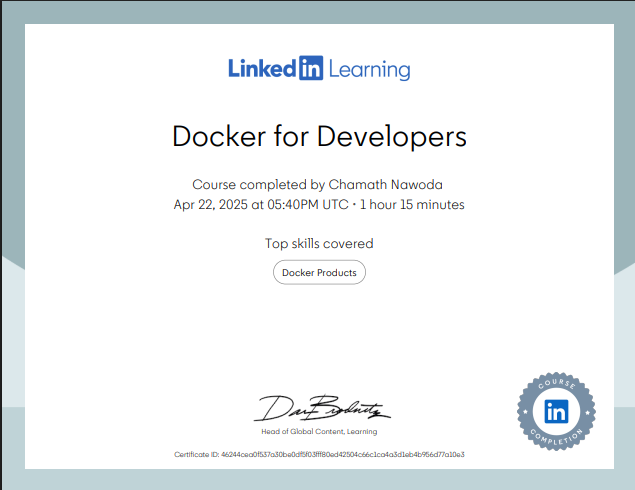 Linked in Learning
Docker for Developers
Course completed by Chamath Nawoda
Apr 22, 2025 at 05:40PM UTC • 1 hour 15 minutes
Top skills covered
Docker Products
Head of Global Content, Learning
COURSE
in
COMPLETION
Certificate ID: 46244cea0f537a30be0df5f03ff80ed42504c66c1ca4a3d1eb4b956d77a10e3